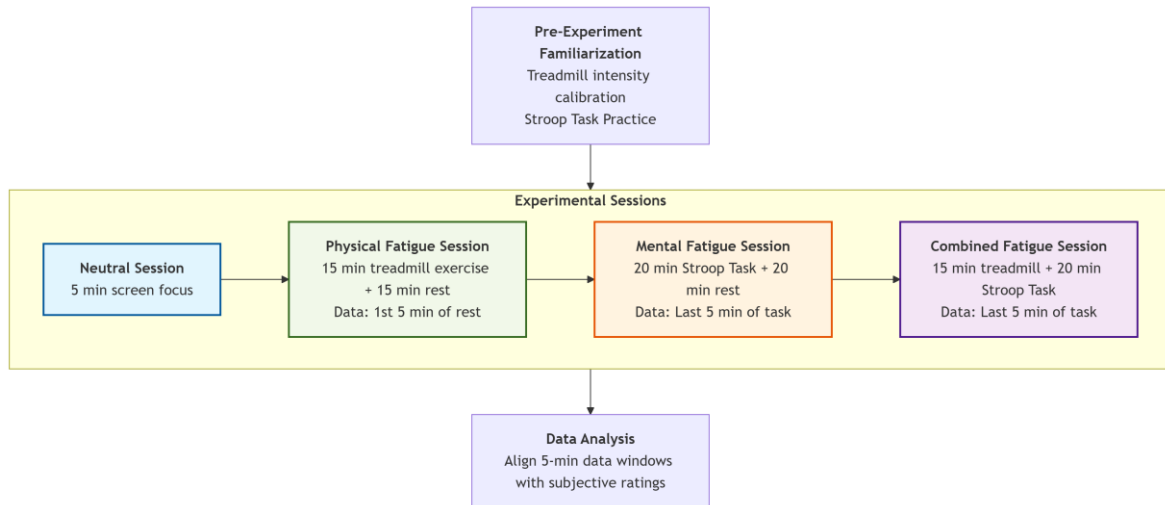 Pre-Experiment
Familiarization
Treadmill intensity
calibration
Stroop Task Practice
Experimental Sessions
Neutral Session
5 min screen focus
Physical Fatigue Session
15 min treadmill exercise
+ 15 min rest
Data: 1st 5 min of rest
Mental Fatigue Session
20 min Stroop Task + 20
min rest
Data: Last 5 min of task
Combined Fatigue Session
15 min treadmill + 20 min
Stroop Task
Data: Last 5 min of task
Data Analysis
Align 5-min data windows
with subjective ratings